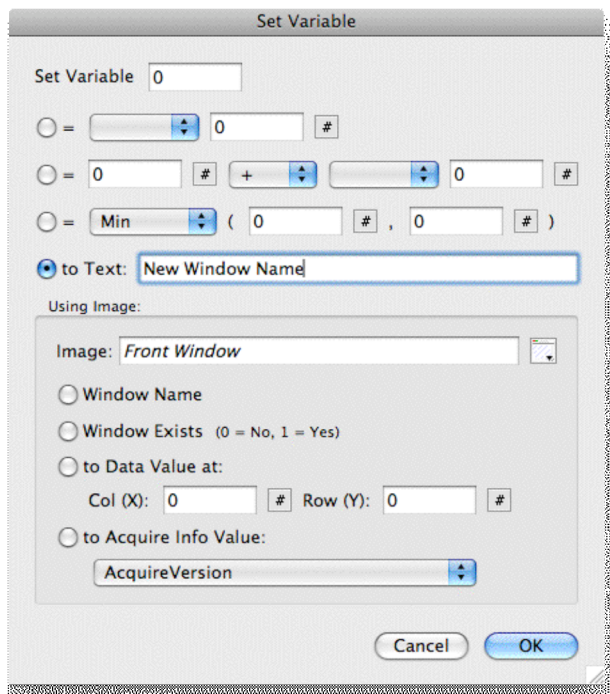 Set Variable
Set Variable 0
= 0 #
= 0 # + 0 #
= Min ( 0 # , 0 # )
to Text: New Window Name
Using Image:
Image: Front Window
Window Name
Window Exists (0 = No, 1 = Yes)
to Data Value at:
Col (X): 0 # Row (Y): 0 #
to Acquire Info Value:
AcquireVersion
Cancel OK